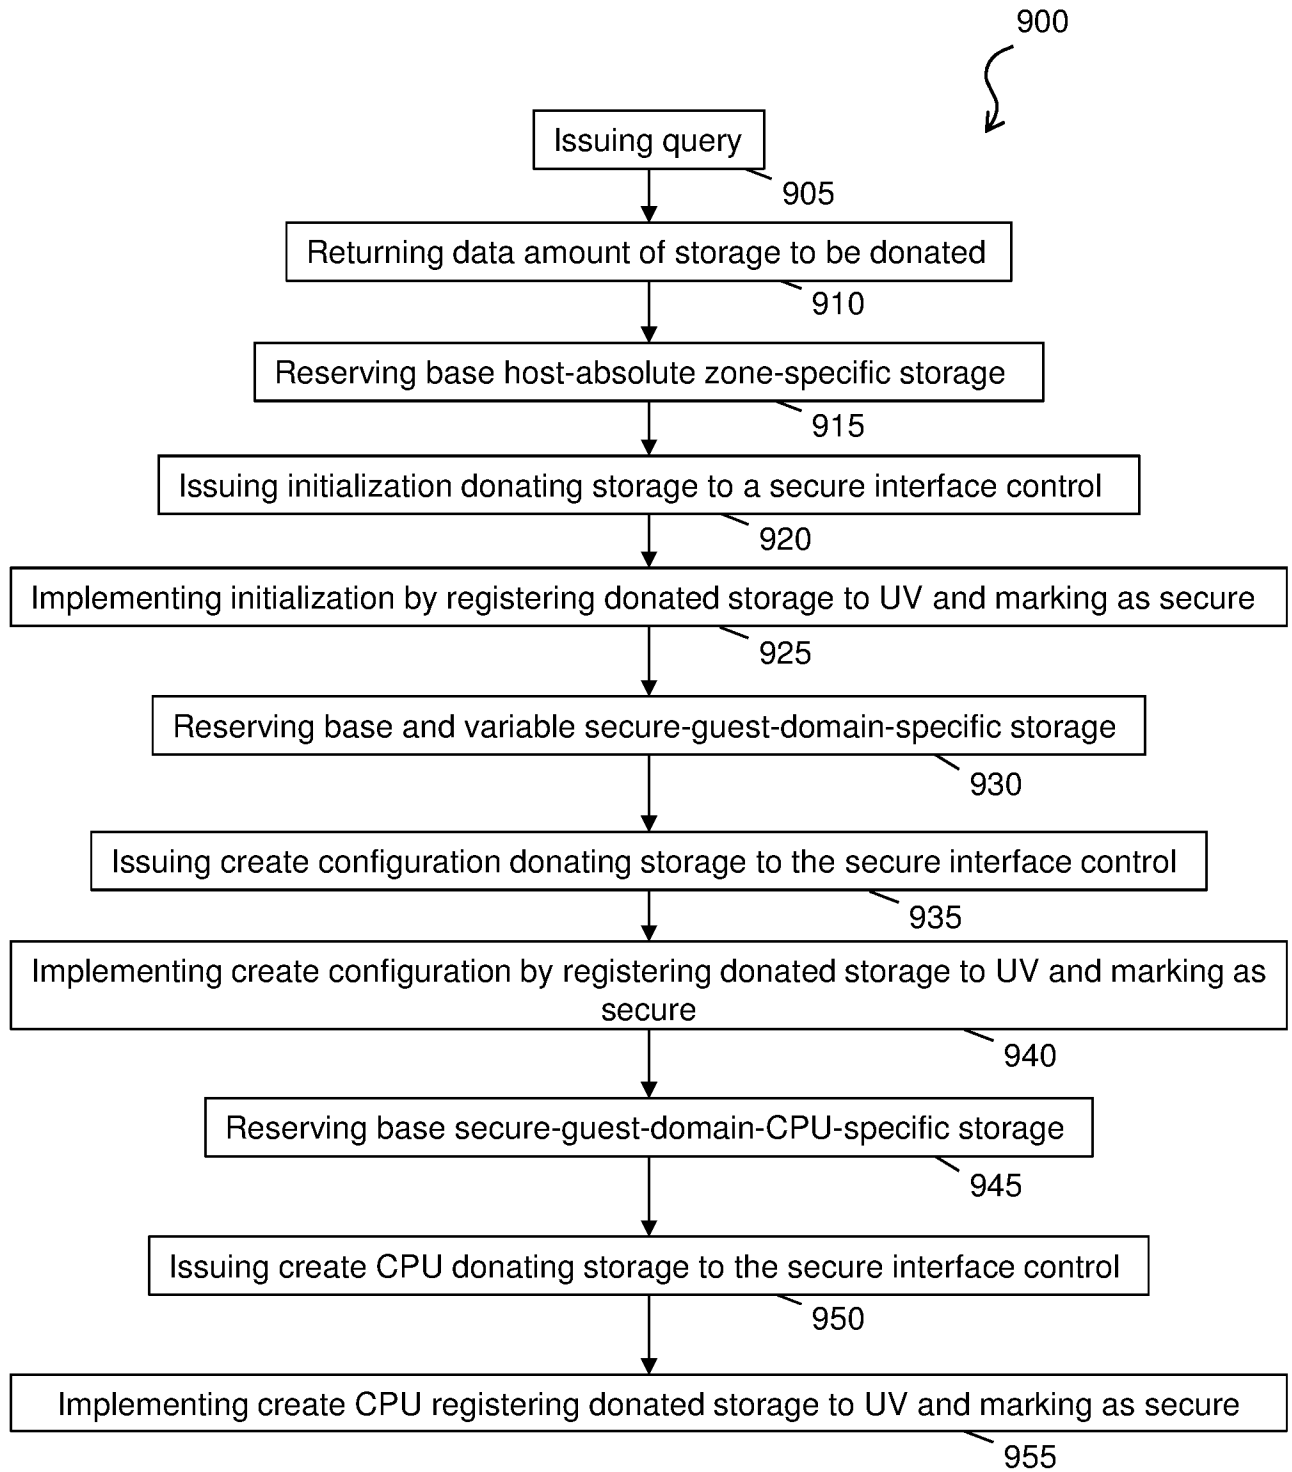 900
Issuing query
905
Returning data amount of storage to be donated
910
Reserving base host-absolute zone-specific storage
915
Issuing initialization donating storage to a secure interface control
920
Implementing initialization by registering donated storage to UV and marking as secure
925
Reserving base and variable secure-guest-domain-specific storage
930
Issuing create configuration donating storage to the secure interface control
935
Implementing create configuration by registering donated storage to UV and marking as
secure
940
Reserving base secure-guest-domain-CPU-specific storage
945
Issuing create CPU donating storage to the secure interface control
950
Implementing create CPU registering donated storage to UV and marking as secure
955